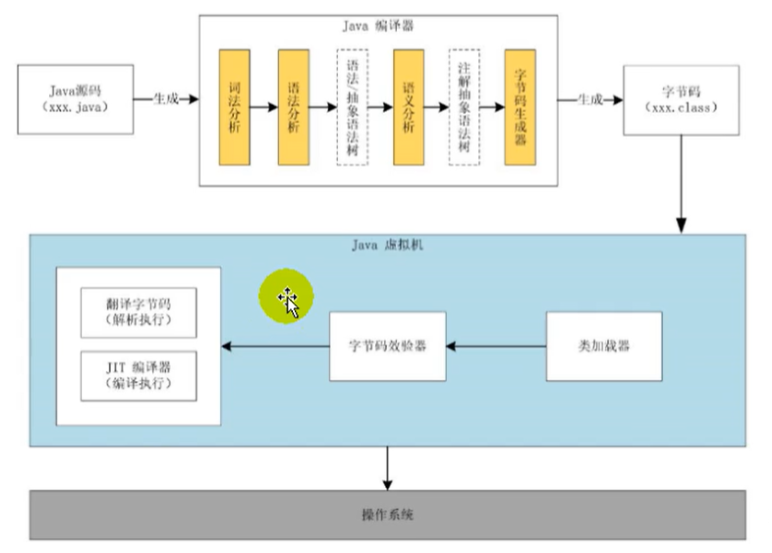 Java 编译器
Java源码
(xxx.java)
生成
词法分析
语法分析
语法/抽象语法树
语义分析
注解抽象语法树
字节码生成器
生成
字节码
(xxx.class)
Java 虚拟机
翻译字节码
(解析执行)
JIT 编译器
(编译执行)
字节码效验器
类加载器
操作系统